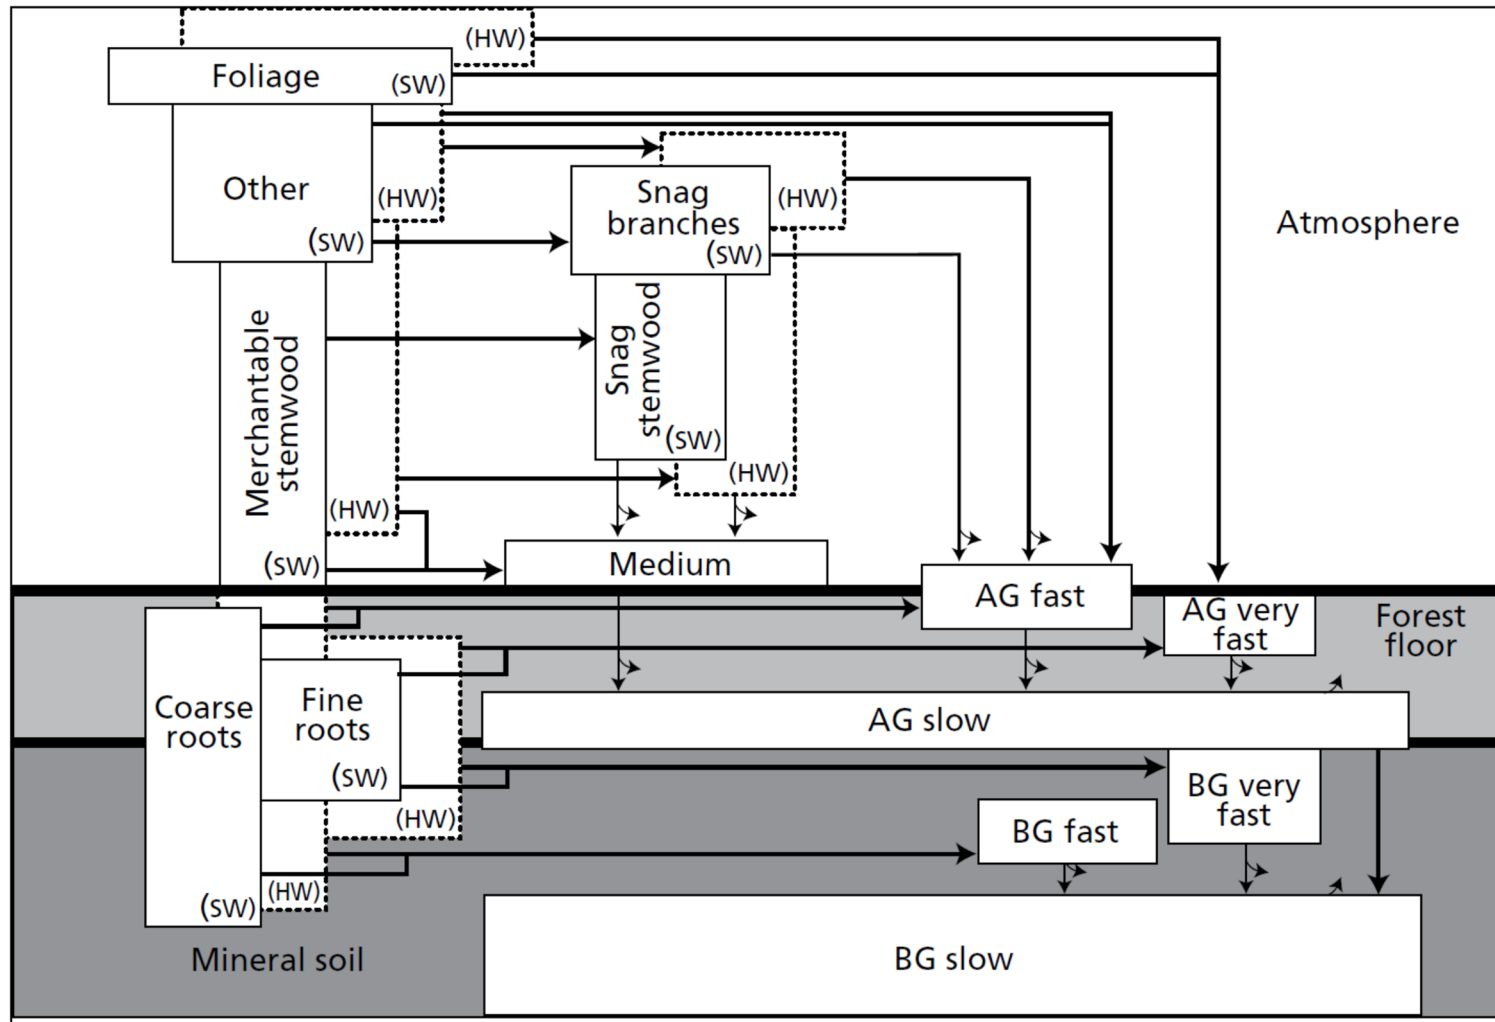 (HW)
Foliage
(SW)
Other
(HW)
(SW)
Snag
branches
(HW)
(SW)
Atmosphere
Merchantable
stemwood
Snag
stemwood
(SW)
(HW)
(HW)
(SW)
Medium
AG fast
AG very
fast
Forest
floor
Coarse
roots
Fine
roots
(SW)
(HW)
AG slow
BG very
fast
BG fast
(HW)
(SW)
Mineral soil
BG slow